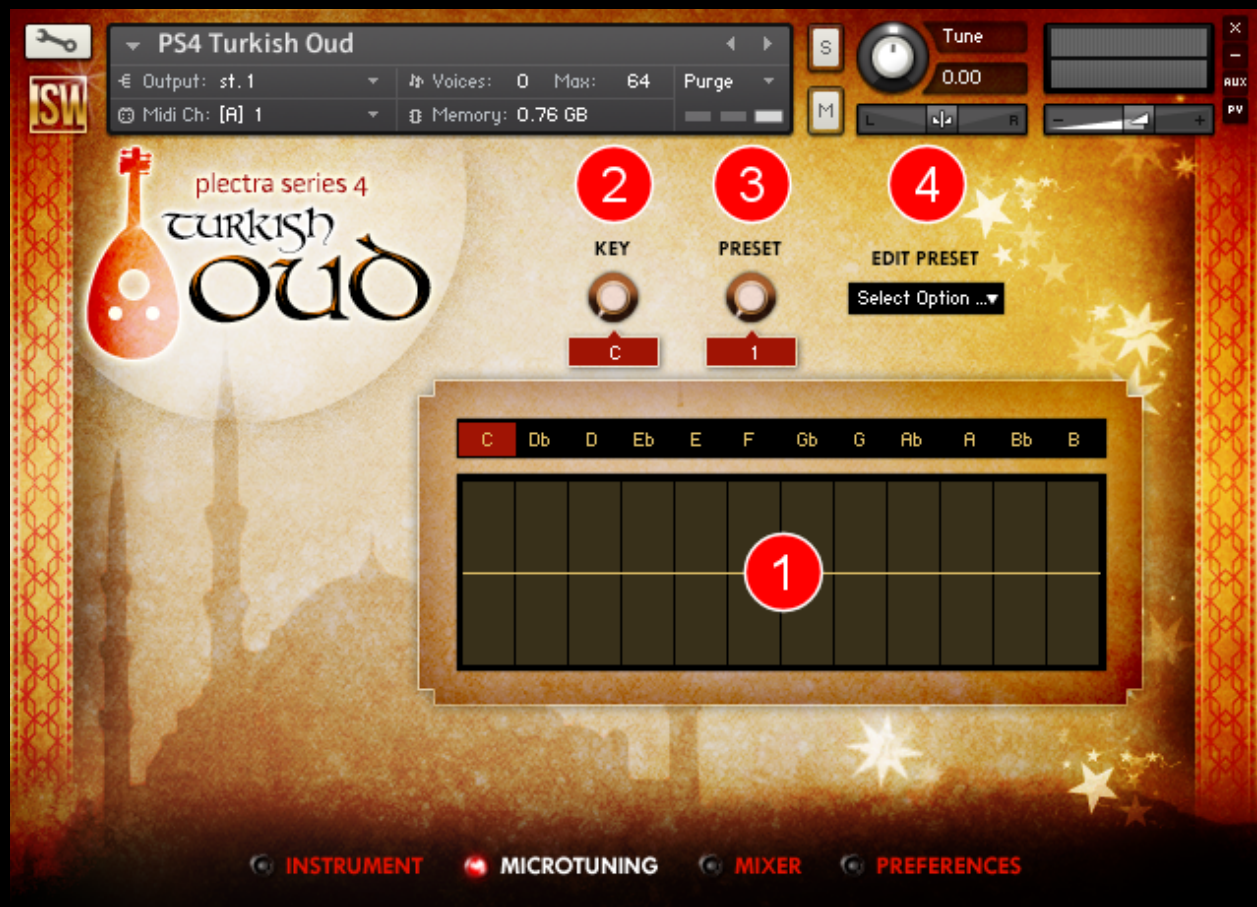 PS4 Turkish Oud
Output: st.1
Voices: 0 Max: 64
Purge
Midi Ch: [A] 1
Memory: 0.76 GB
S
M
Tune
0.00
L
R
-
+
×
-
AUX
PV
ISW
plectra series 4
TURKISH
OUD
2
3
4
KEY
PRESET
EDIT PRESET
Select Option ...▾
C
1
C Db D Eb E F Gb G Ab A Bb B
1
INSTRUMENT MICROTUNING MIXER PREFERENCES